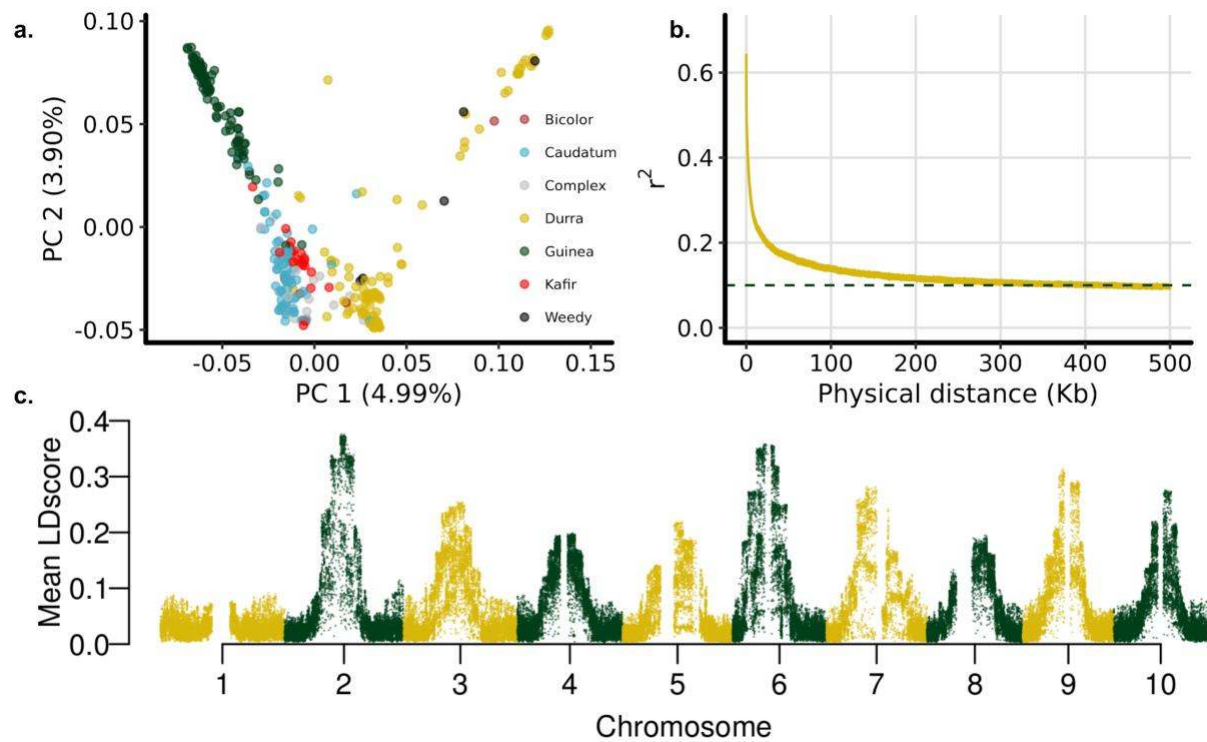 a.
0.10
0.05
0.00
-0.05
PC 2 (3.90%)
-0.05
0.00
0.05
0.10
0.15
PC 1 (4.99%)
Bicolor
Caudatum
Complex
Durra
Guinea
Kafir
Weedy
b.
0.6
0.4
0.2
0.0
r²
0
100
200
300
400
500
Physical distance (Kb)
c.
0.4
0.3
0.2
0.1
0.0
Mean LDscore
1
2
3
4
5
6
7
8
9
10
Chromosome